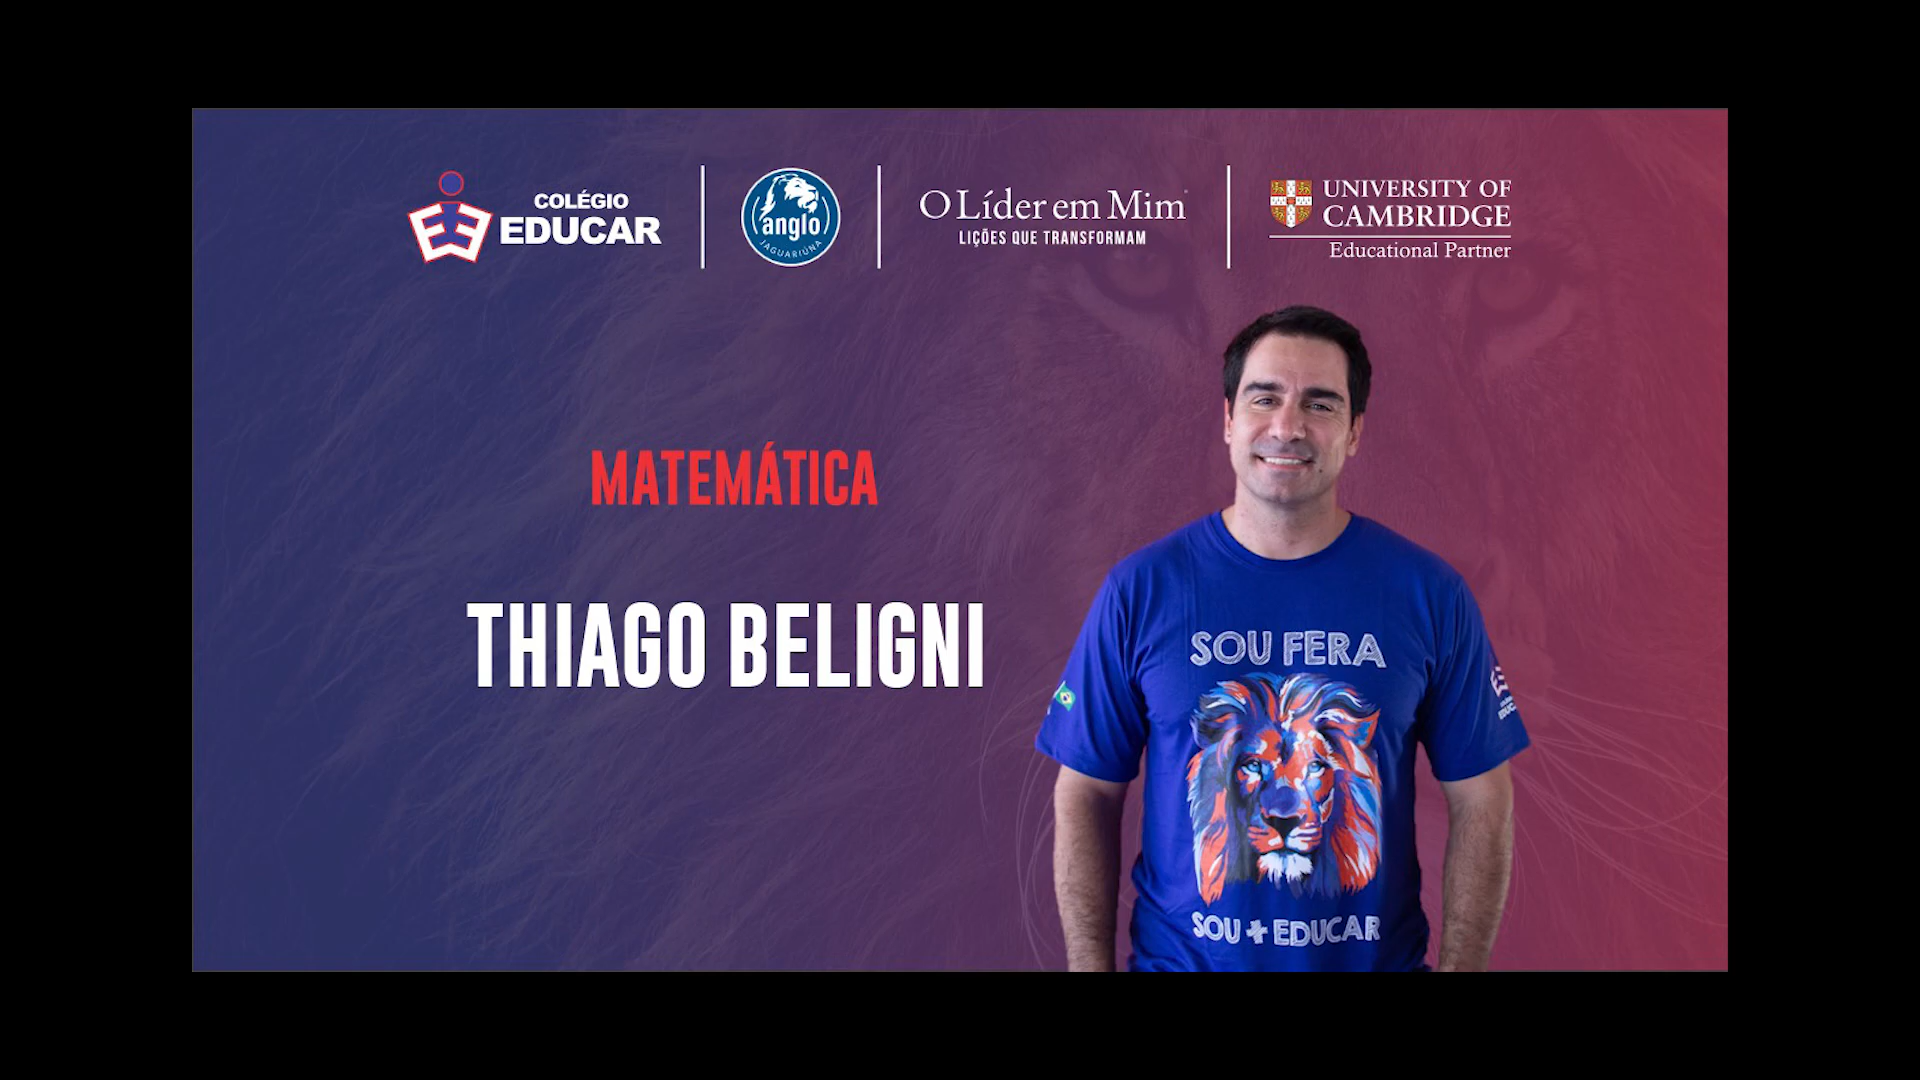 COLÉGIO
EDUCAR
anglo
JAGUARIÚNA
O Líder em Mim
LIÇÕES QUE TRANSFORMAM
UNIVERSITY OF
CAMBRIDGE
Educational Partner
MATEMÁTICA
THIAGO BELIGNI
SOU FERA
SOU + EDUCAR